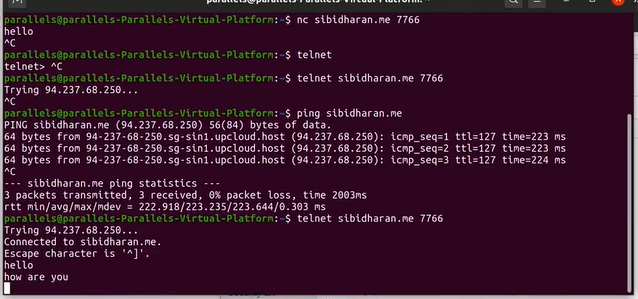 parallels@parallels-Parallels-Virtual-Platform: ~
parallels@parallels-Parallels-Virtual-Platform:~$ nc sibidharan.me 7766
hello
^C
parallels@parallels-Parallels-Virtual-Platform:~$ telnet
telnet> ^C
parallels@parallels-Parallels-Virtual-Platform:~$ telnet sibidharan.me 7766
Trying 94.237.68.250...
^C
parallels@parallels-Parallels-Virtual-Platform:~$ ping sibidharan.me
PING sibidharan.me (94.237.68.250) 56(84) bytes of data.
64 bytes from 94-237-68-250.sg-sin1.upcloud.host (94.237.68.250): icmp_seq=1 ttl=127 time=223 ms
64 bytes from 94-237-68-250.sg-sin1.upcloud.host (94.237.68.250): icmp_seq=2 ttl=127 time=223 ms
64 bytes from 94-237-68-250.sg-sin1.upcloud.host (94.237.68.250): icmp_seq=3 ttl=127 time=224 ms
^C
--- sibidharan.me ping statistics ---
3 packets transmitted, 3 received, 0% packet loss, time 2003ms
rtt min/avg/max/mdev = 222.918/223.235/223.644/0.303 ms
parallels@parallels-Parallels-Virtual-Platform:~$ telnet sibidharan.me 7766
Trying 94.237.68.250...
Connected to sibidharan.me.
Escape character is '^]'.
hello
how are you